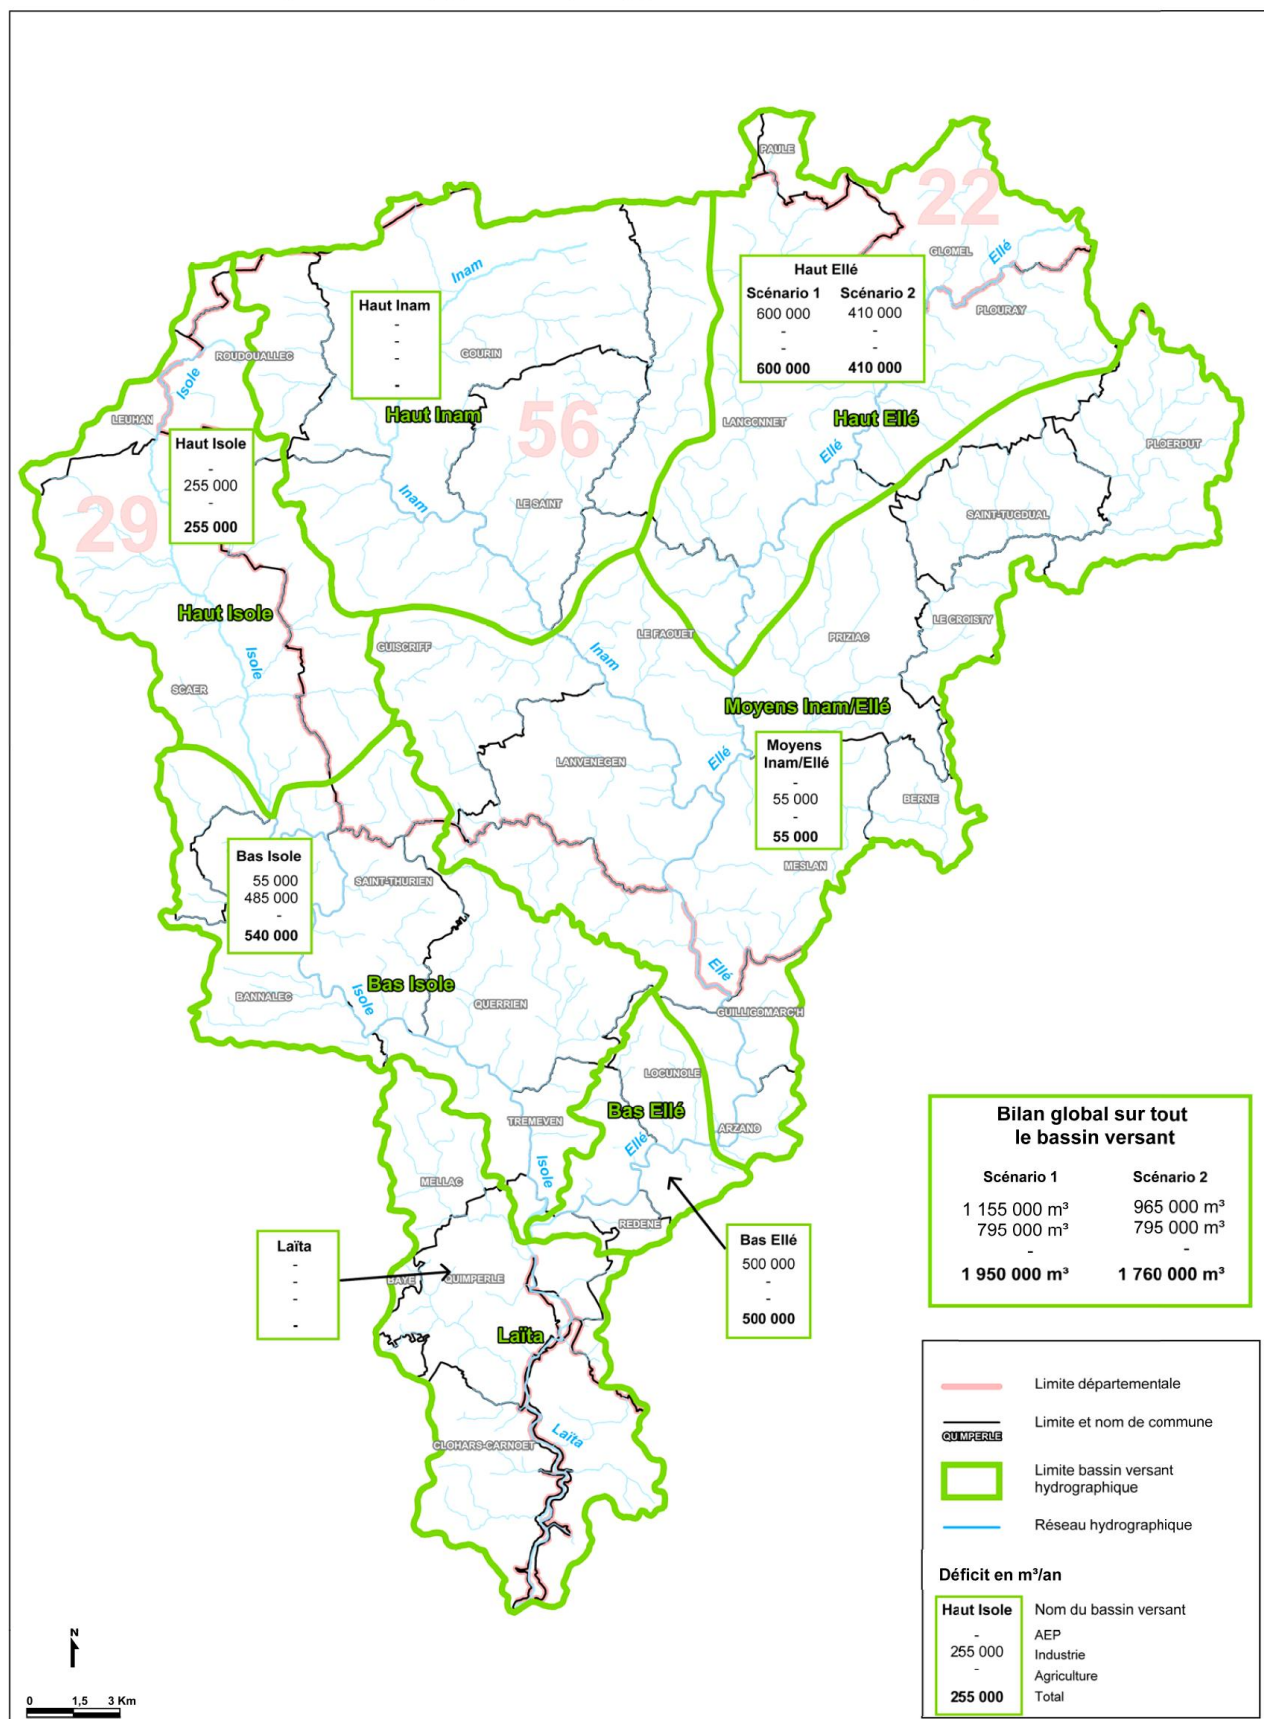 PAULE
22
GLOMEL
Ellé
PLOURAY
Haut Ellé
Scénario 1 Scénario 2
600 000 410 000
- -
- -
600 000 410 000
Inam
Haut Inam
-
-
-
-
GOURIN
Haut Inam
ROUDOUALLEC
Isole
LEUHAN
56
LANGONNET
Haut Ellé
Ellé
PLOERDUT
Haut Isole
-
255 000
-
255 000
29
Inam
LE SAINT
SAINT-TUGDUAL
Haut Isole
GUISCRIFF
LE FAOUET
PRIZIAC
LE CROISTY
Isole
Inam
SCAER
Moyens Inam/Ellé
Ellé
LANVENEGEN
Moyens
Inam/Ellé
-
55 000
-
55 000
BERNE
MESLAN
Bas Isole
55 000
485 000
-
540 000
SAINT-THURIEN
Ellé
Bas Isole
BANNALEC
Isole
QUERRIEN
GUILLIGOMARC'H
LOCUNOLE
Bas Ellé
TREMEVEN
ARZANO
Ellé
Isole
MELLAC
REDENE
Bilan global sur tout
le bassin versant
Scénario 1 Scénario 2
1 155 000 m³ 965 000 m³
795 000 m³ 795 000 m³
- -
1 950 000 m³ 1 760 000 m³
Laïta
-
-
-
-
BAYE
QUIMPERLE
Bas Ellé
500 000
-
-
500 000
Laïta
Laïta
CLOHARS-CARNOET
Limite départementale
Limite et nom de commune
QUIMPERLE
Limite bassin versant
hydrographique
Réseau hydrographique
Déficit en m³/an
Haut Isole Nom du bassin versant
- AEP
255 000 Industrie
- Agriculture
255 000 Total
N
0 1,5 3 Km